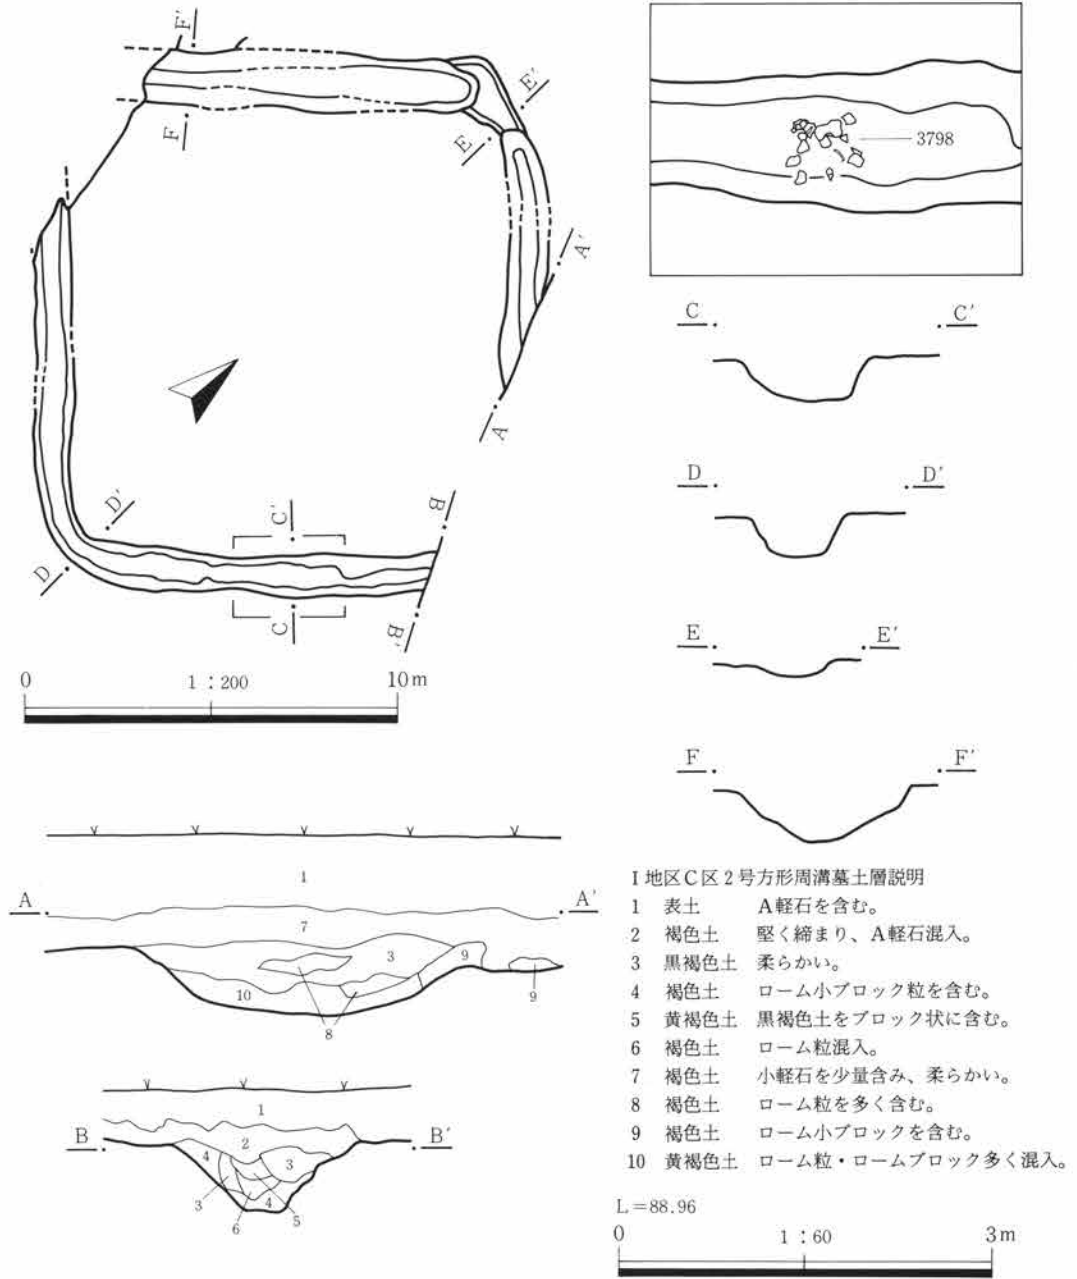 F'
F
E'
E
A'
A
D'
D
C'
C
B
B'
3798
0 1:200 10m
C C'
D D'
E E'
F F'
A A'
1
7
3
9
10
8
9
B B'
1
2
4
3
3
4
6
5
I地区C区2号方形周溝墓土層説明
1 表土 A軽石を含む。
2 褐色土 堅く締まり、A軽石混入。
3 黒褐色土 柔らかい。
4 褐色土 ローム小ブロック粒を含む。
5 黄褐色土 黒褐色土をブロック状に含む。
6 褐色土 ローム粒混入。
7 褐色土 小軽石を少量含み、柔らかい。
8 褐色土 ローム粒を多く含む。
9 褐色土 ローム小ブロックを含む。
10 黄褐色土 ローム粒・ロームブロック多く混入。
L=88.96
0 1:60 3m